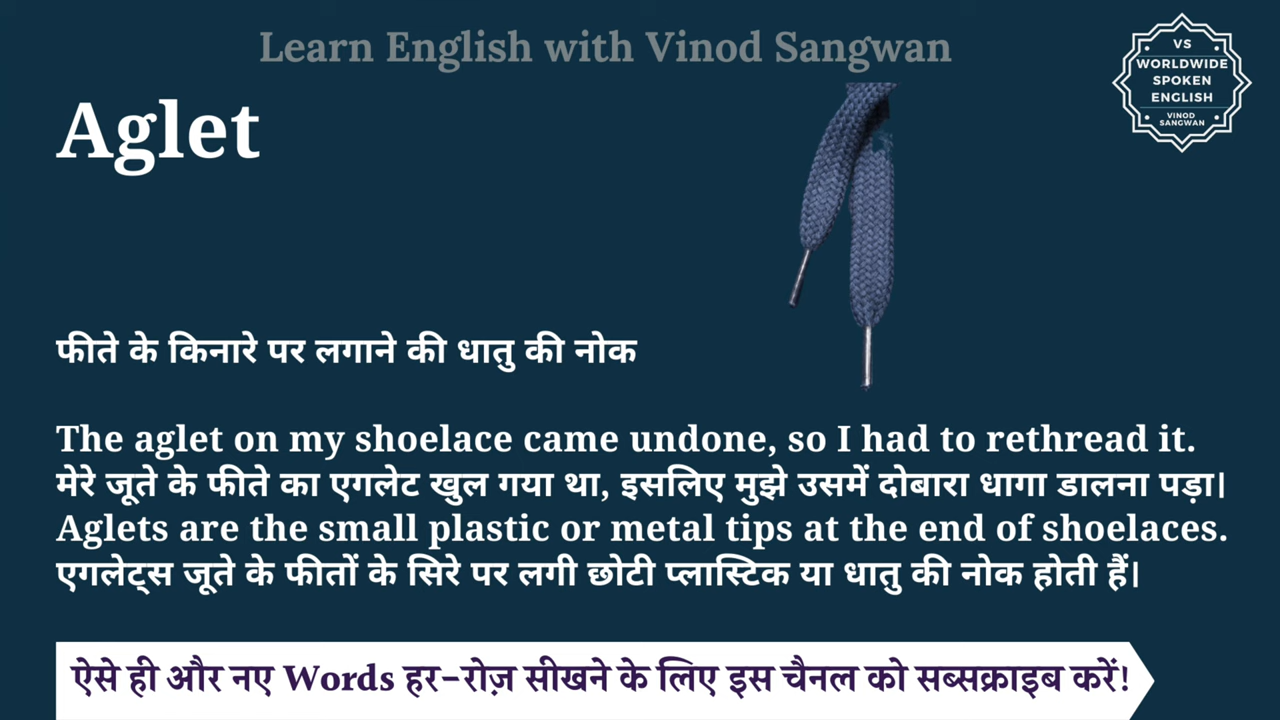 Learn English with Vinod Sangwan
VS
WORLDWIDE
SPOKEN
ENGLISH
VINOD
SANGWAN
Aglet
फीते के किनारे पर लगाने की धातु की नोक
The aglet on my shoelace came undone, so I had to rethread it.
मेरे जूते के फीते का एगलेट खुल गया था, इसलिए मुझे उसमें दोबारा धागा डालना पड़ा।
Aglets are the small plastic or metal tips at the end of shoelaces.
एगलेट्स जूते के फीतों के सिरे पर लगी छोटी प्लास्टिक या धातु की नोक होती हैं।
ऐसे ही और नए Words हर-रोज़ सीखने के लिए इस चैनल को सब्सक्राइब करें!